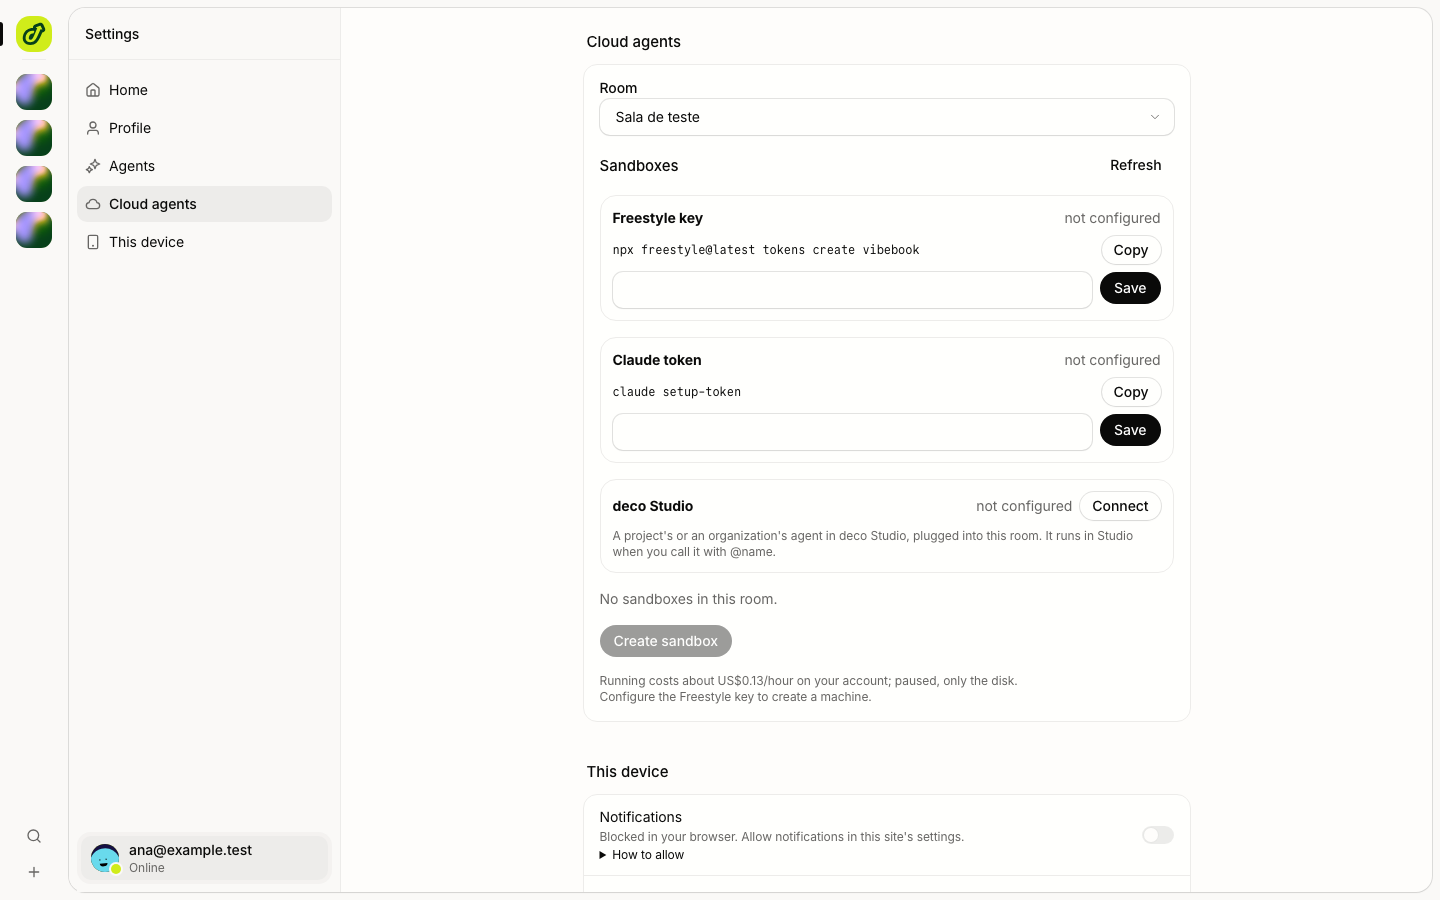 Settings
Home
Profile
Agents
Cloud agents
This device
ana@example.test
Online
Cloud agents
Room
Sala de teste
Sandboxes
Refresh
Freestyle key
not configured
npx freestyle@latest tokens create vibebook
Copy
Save
Claude token
not configured
claude setup-token
Copy
Save
deco Studio
not configured
Connect
A project's or an organization's agent in deco Studio, plugged into this room. It runs in Studio
when you call it with @name.
No sandboxes in this room.
Create sandbox
Running costs about US$0.13/hour on your account; paused, only the disk.
Configure the Freestyle key to create a machine.
This device
Notifications
Blocked in your browser. Allow notifications in this site's settings.
How to allow